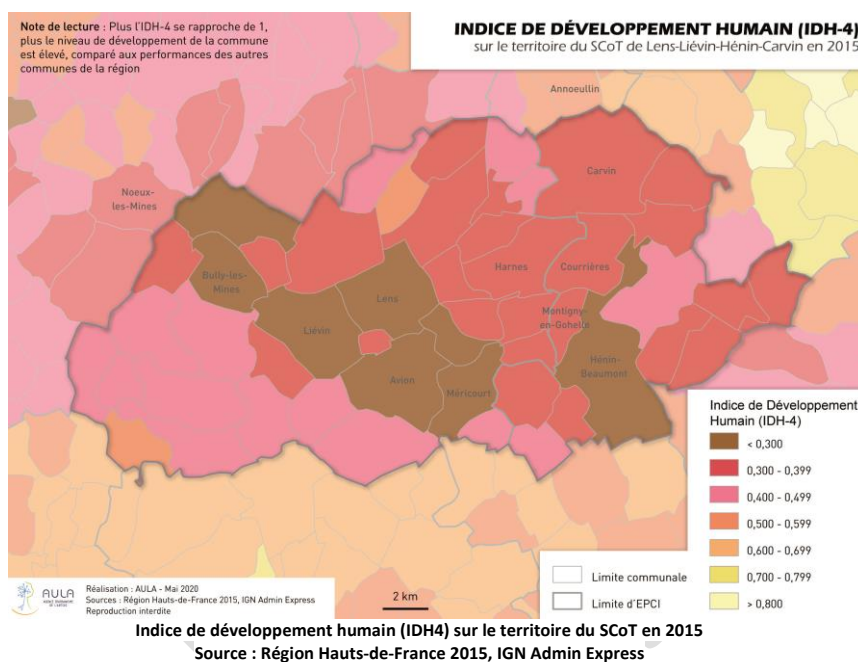 Note de lecture : Plus l'IDH-4 se rapproche de 1,
plus le niveau de développement de la commune
est élevé, comparé aux performances des autres
communes de la région
INDICE DE DÉVELOPPEMENT HUMAIN (IDH-4)
sur le territoire du SCoT de Lens-Liévin-Hénin-Carvin en 2015
Annoeullin
Carvin
Noeux-
les-Mines
Bully-les-
Mines
Harnes
Courrières
Lens
Montigny-
en-Gohelle
Liévin
Hénin-
Beaumont
Avion
Méricourt
Indice de Développement
Humain (IDH-4)
< 0,300
0,300 - 0,399
0,400 - 0,499
0,500 - 0,599
0,600 - 0,699
0,700 - 0,799
> 0,800
Limite communale
Limite d'EPCI
AULA
Réalisation : AULA - Mai 2020
Sources : Région Hauts-de-France 2015, IGN Admin Express
Reproduction interdite
2 km
Indice de développement humain (IDH4) sur le territoire du SCoT en 2015
Source : Région Hauts-de-France 2015, IGN Admin Express